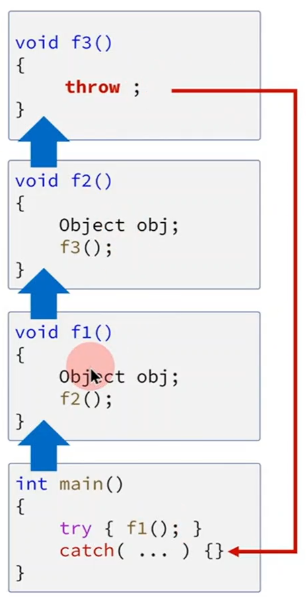 void f3()
{
throw ;
}
void f2()
{
Object obj;
f3();
}
void f1()
{
Object obj;
f2();
}
int main()
{
try { f1(); }
catch( ... ) {}
}